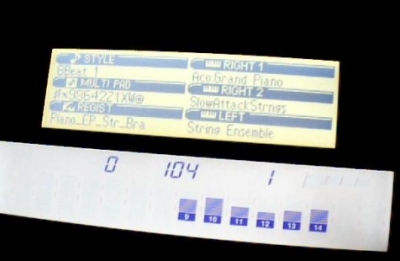 STYLE
8Beat 1
MULTI PAD
#*9864221XW@
REGIST
Piano_EP_Str_Bra
RIGHT 1
Aco Grand Piano
RIGHT 2
SlowAttackStrngs
LEFT
String Ensemble
0 104 1
9 10 11 12 13 14